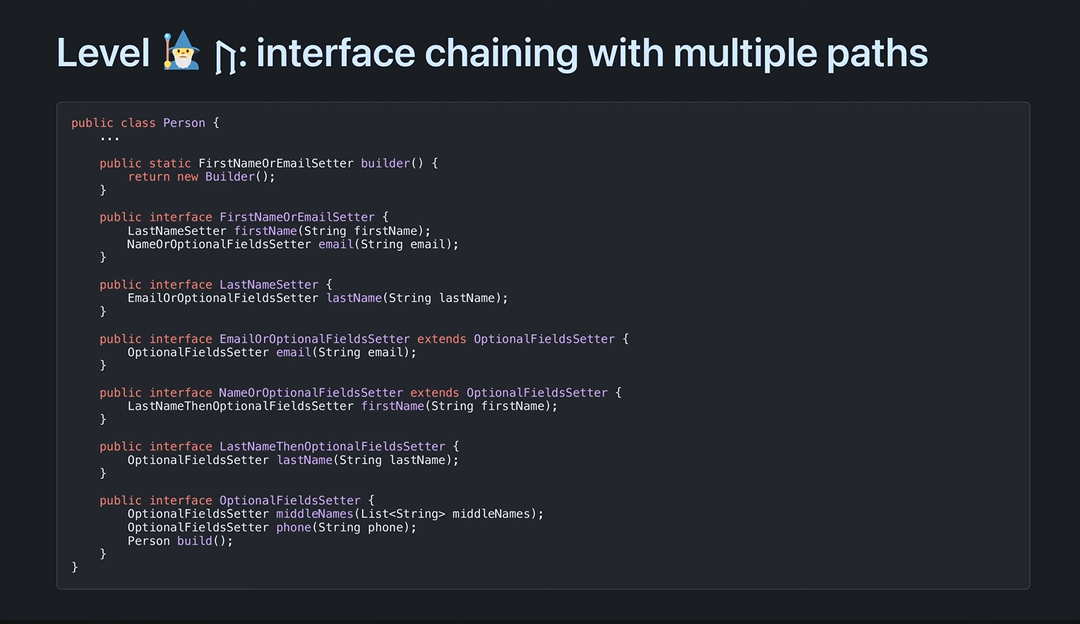 Level 🧙‍♂️ ᡙ: interface chaining with multiple paths
public class Person {
    ...
    public static FirstNameOrEmailSetter builder() {
        return new Builder();
    }
    public interface FirstNameOrEmailSetter {
        LastNameSetter firstName(String firstName);
        NameOrOptionalFieldsSetter email(String email);
    }
    public interface LastNameSetter {
        EmailOrOptionalFieldsSetter lastName(String lastName);
    }
    public interface EmailOrOptionalFieldsSetter extends OptionalFieldsSetter {
        OptionalFieldsSetter email(String email);
    }
    public interface NameOrOptionalFieldsSetter extends OptionalFieldsSetter {
        LastNameThenOptionalFieldsSetter firstName(String firstName);
    }
    public interface LastNameThenOptionalFieldsSetter {
        OptionalFieldsSetter lastName(String lastName);
    }
    public interface OptionalFieldsSetter {
        OptionalFieldsSetter middleNames(List<String> middleNames);
        OptionalFieldsSetter phone(String phone);
        Person build();
    }
}